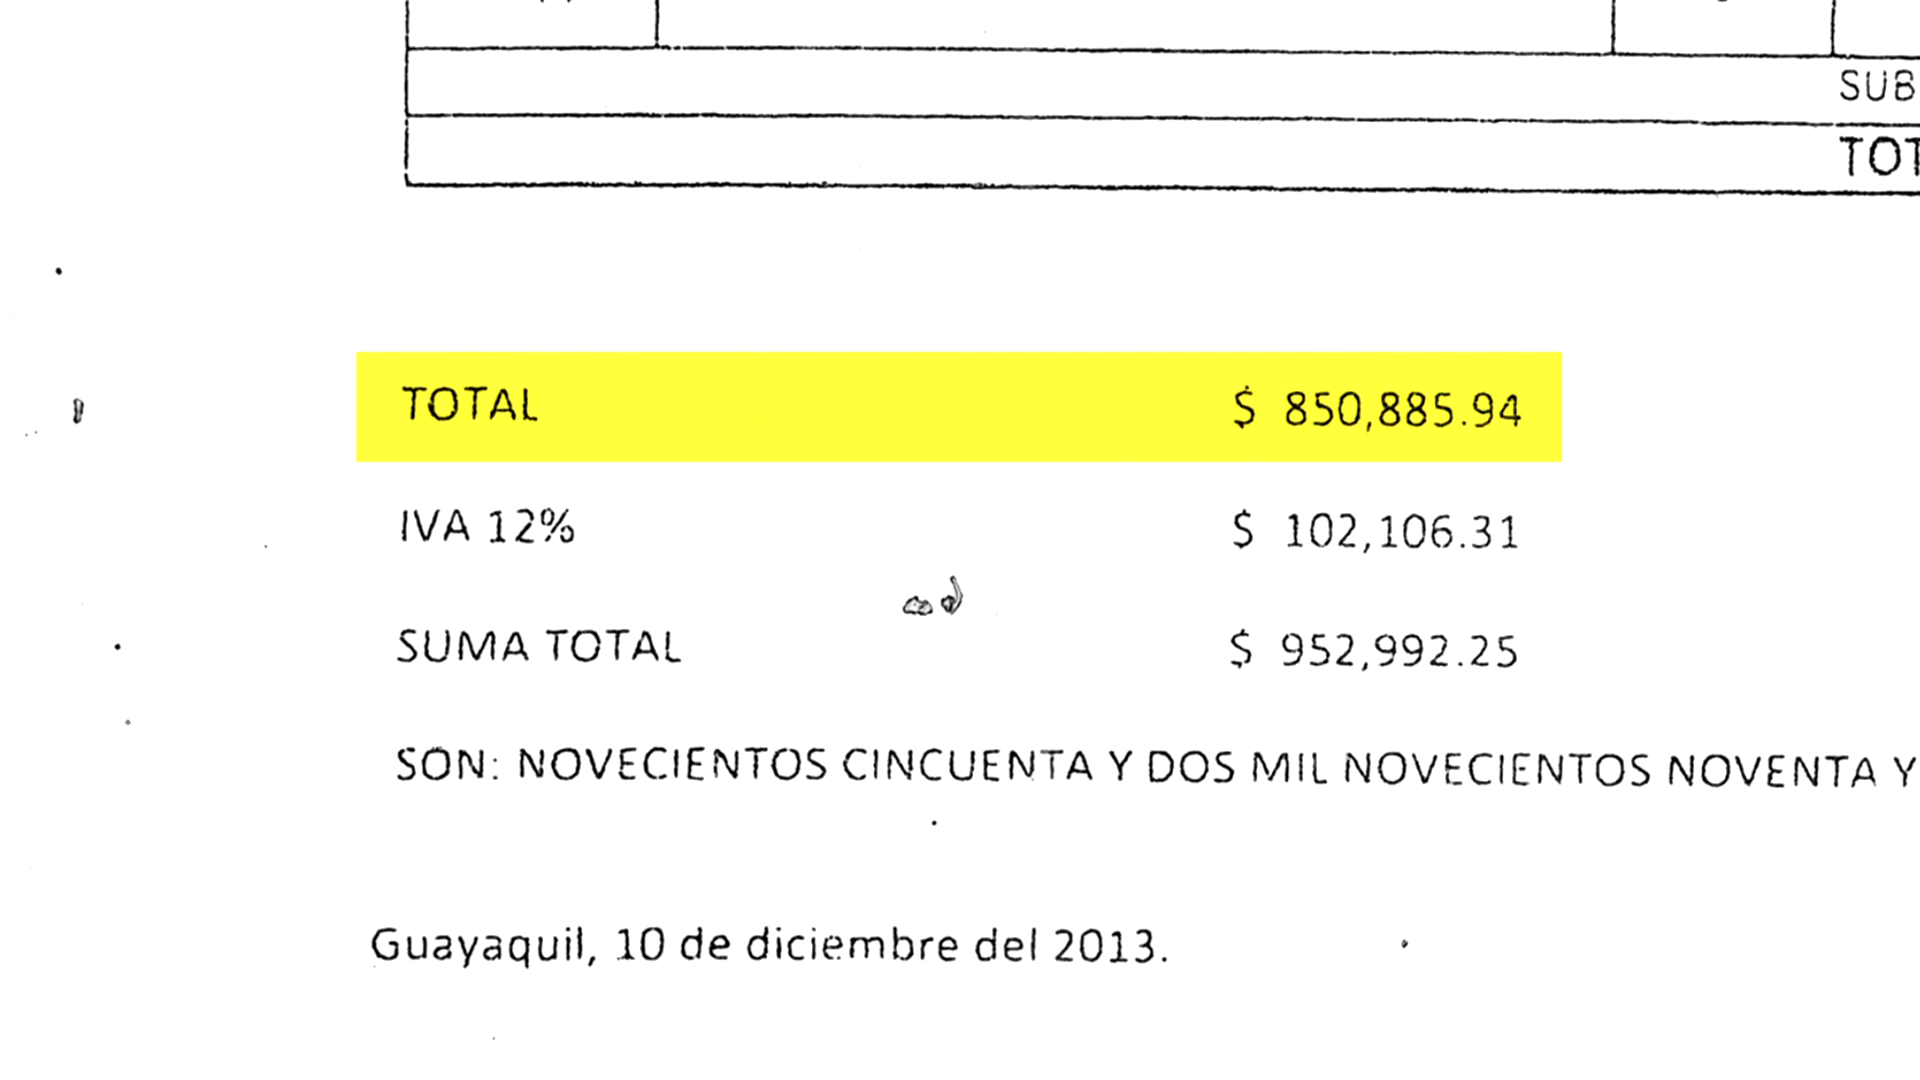 SUB
TOT
TOTAL $ 850,885.94
IVA 12% $ 102,106.31
SUMA TOTAL $ 952,992.25
SON: NOVECIENTOS CINCUENTA Y DOS MIL NOVECIENTOS NOVENTA Y
Guayaquil, 10 de diciembre del 2013.